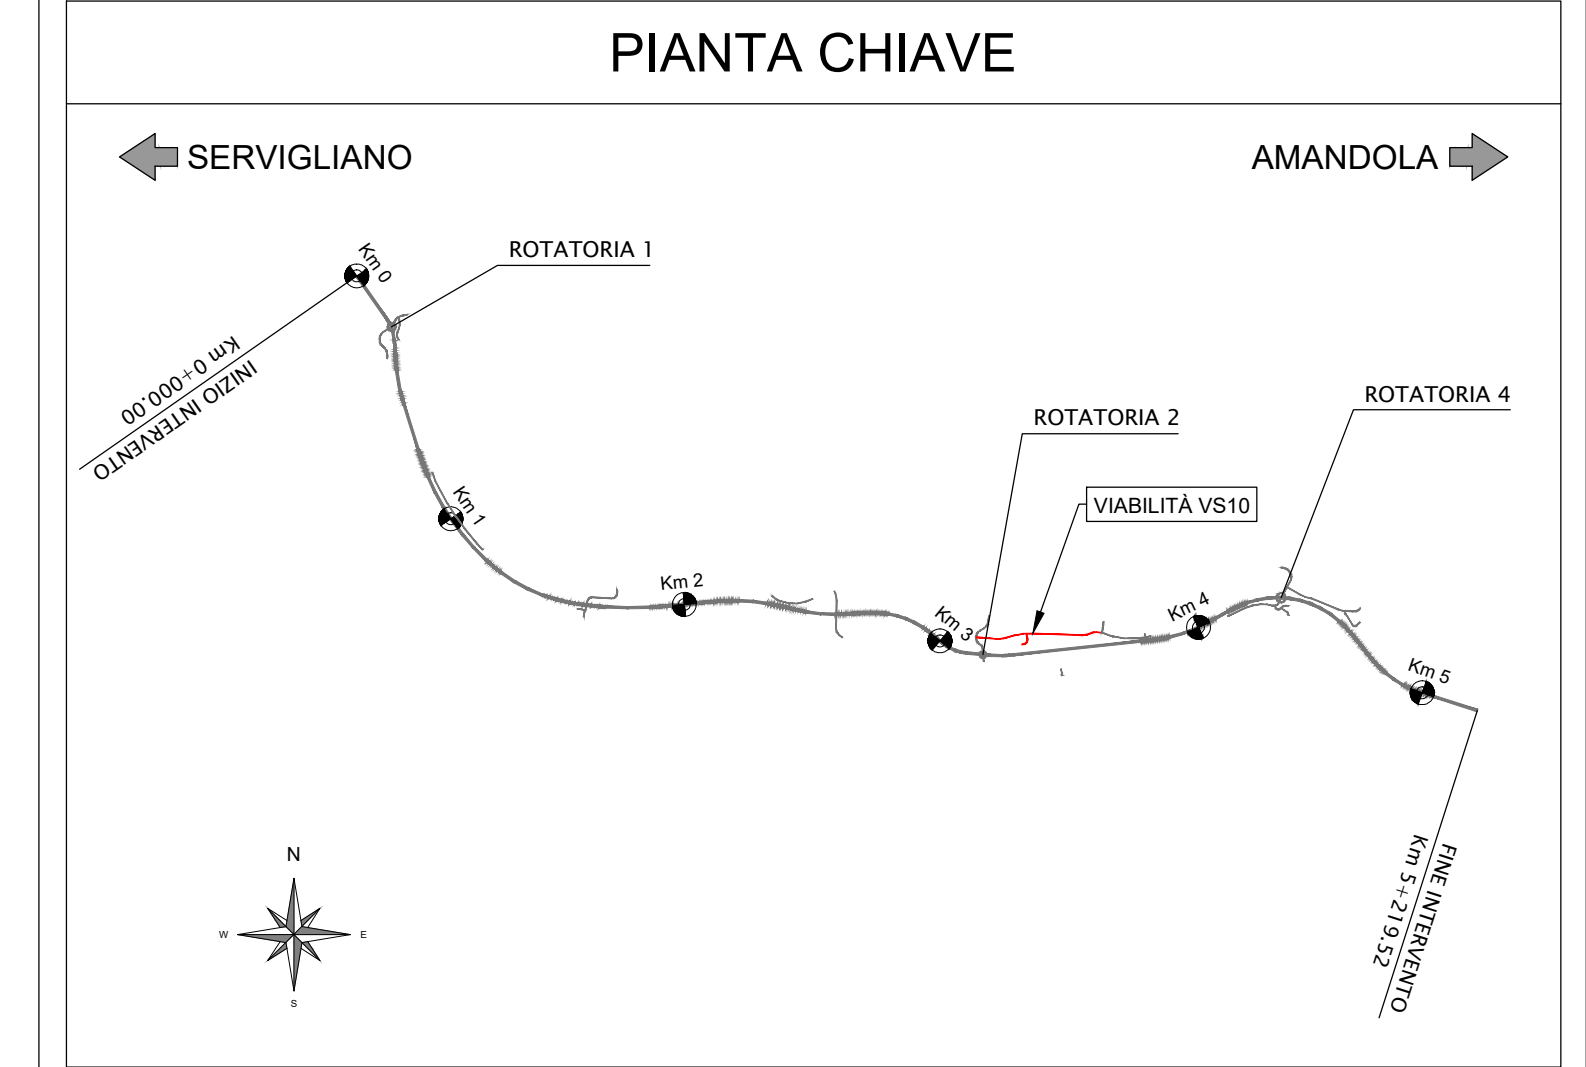 PIANTA CHIAVE
SERVIGLIANO
AMANDOLA
Km 0
ROTATORIA 1
Km 0+000.00
INIZIO INTERVENTO
ROTATORIA 4
ROTATORIA 2
VIABILITÀ VS10
Km 1
Km 2
Km 3
Km 4
Km 5
FINE INTERVENTO
Km 5+219.52
N
W
E
S